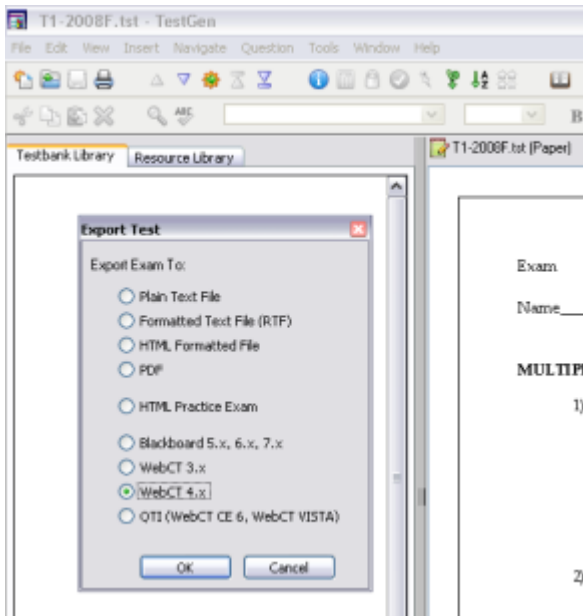 T1-2008F.tst - TestGen
File Edit View Insert Navigate Question Tools Window Help
ABC
B
Testbank Library Resource Library
T1-2008F.tst (Paper)
Export Test
Export Exam To:
Plain Text File
Formatted Text File (RTF)
HTML Formatted File
PDF
HTML Practice Exam
Blackboard 5.x, 6.x, 7.x
WebCT 3.x
WebCT 4.x
QTI (WebCT CE 6, WebCT VISTA)
OK Cancel
Exam
Name
MULTIP
1)
2)